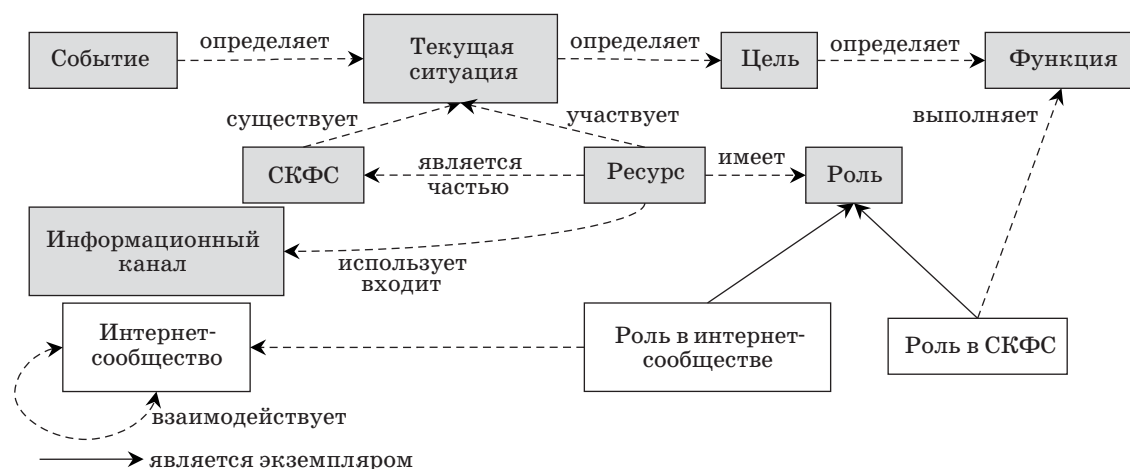 Событие
определяет
Текущая
ситуация
определяет
Цель
определяет
Функция
существует
участвует
выполняет
СКФС
является
частью
Ресурс
имеет
Роль
Информационный
канал
использует
входит
Интернет-
сообщество
Роль в интернет-
сообществе
Роль в СКФС
взаимодействует
является экземпляром